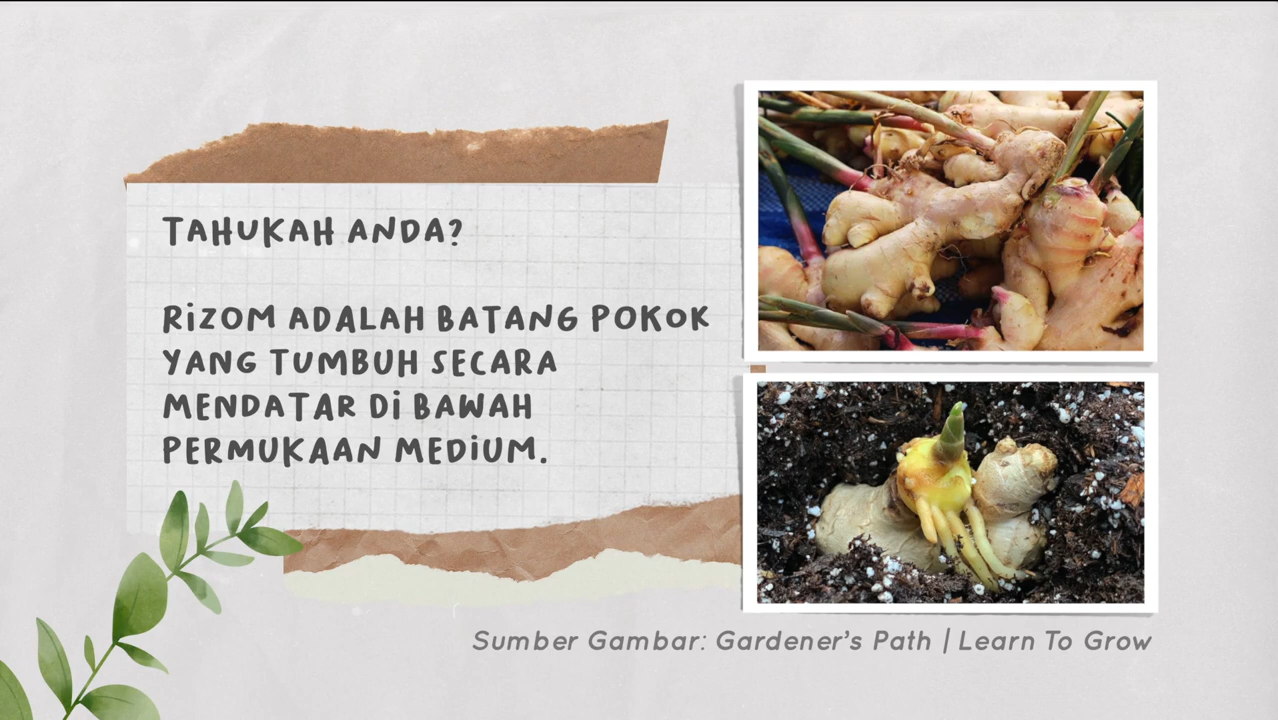 TAHUKAH ANDA?
RIZOM ADALAH BATANG POKOK
YANG TUMBUH SECARA
MENDATAR DI BAWAH
PERMUKAAN MEDIUM.
Sumber Gambar: Gardener's Path | Learn To Grow